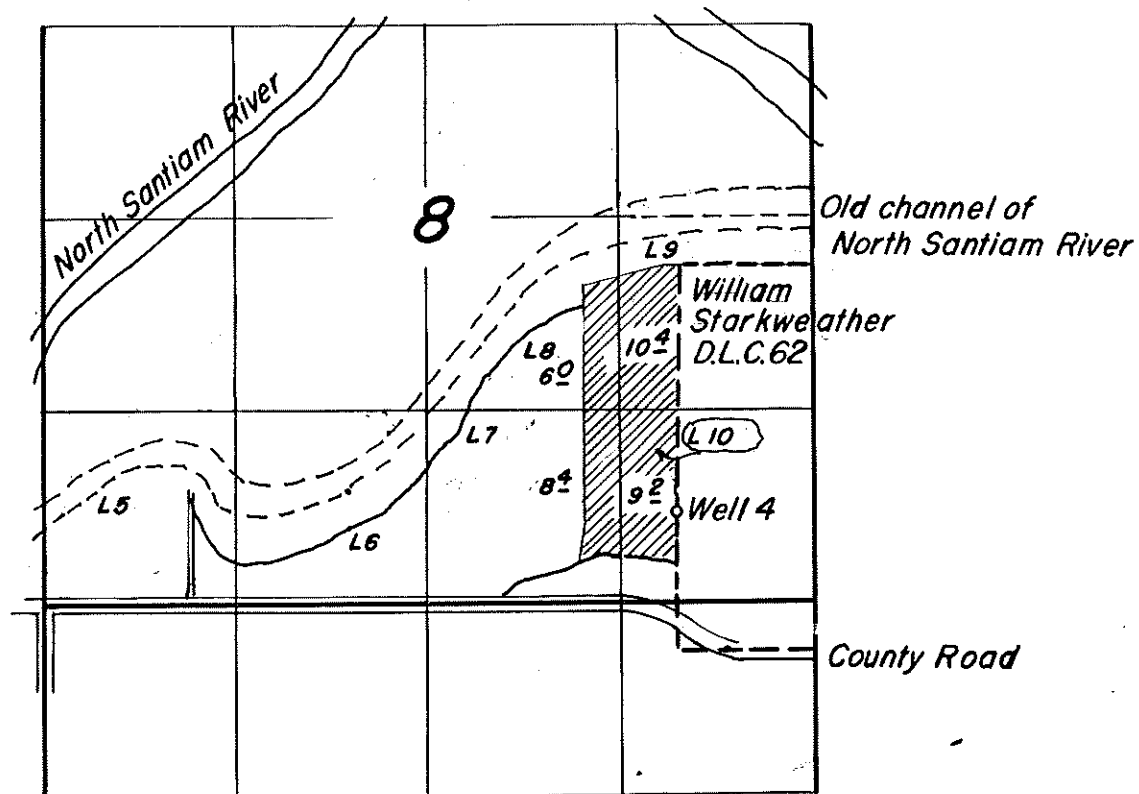 North Santiam River
8
Old channel of
North Santiam River
L9
William
Starkweather
D.L.C. 62
L8
6 0
10 4
L7
L10
L5
8 4
9 2
Well 4
L6
County Road